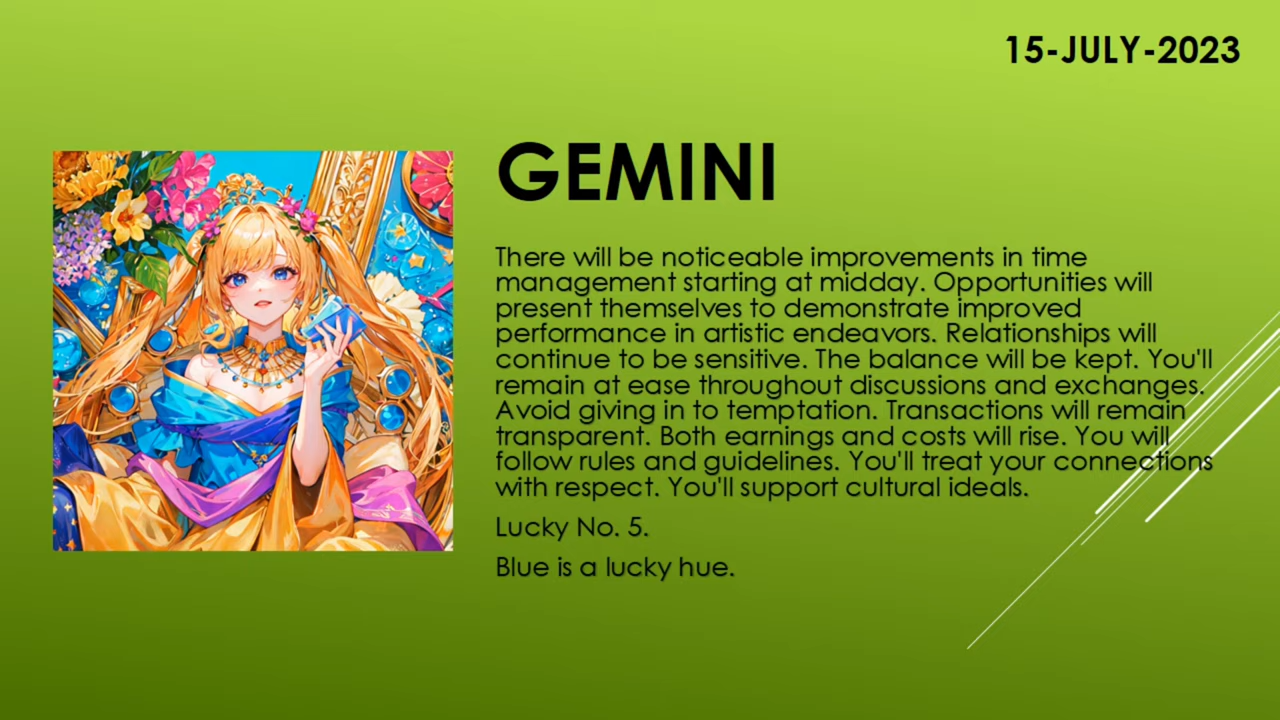 15-JULY-2023
GEMINI
There will be noticeable improvements in time
management starting at midday. Opportunities will
present themselves to demonstrate improved
performance in artistic endeavors. Relationships will
continue to be sensitive. The balance will be kept. You'll
remain at ease throughout discussions and exchanges.
Avoid giving in to temptation. Transactions will remain
transparent. Both earnings and costs will rise. You will
follow rules and guidelines. You'll treat your connections
with respect. You'll support cultural ideals.
Lucky No. 5.
Blue is a lucky hue.